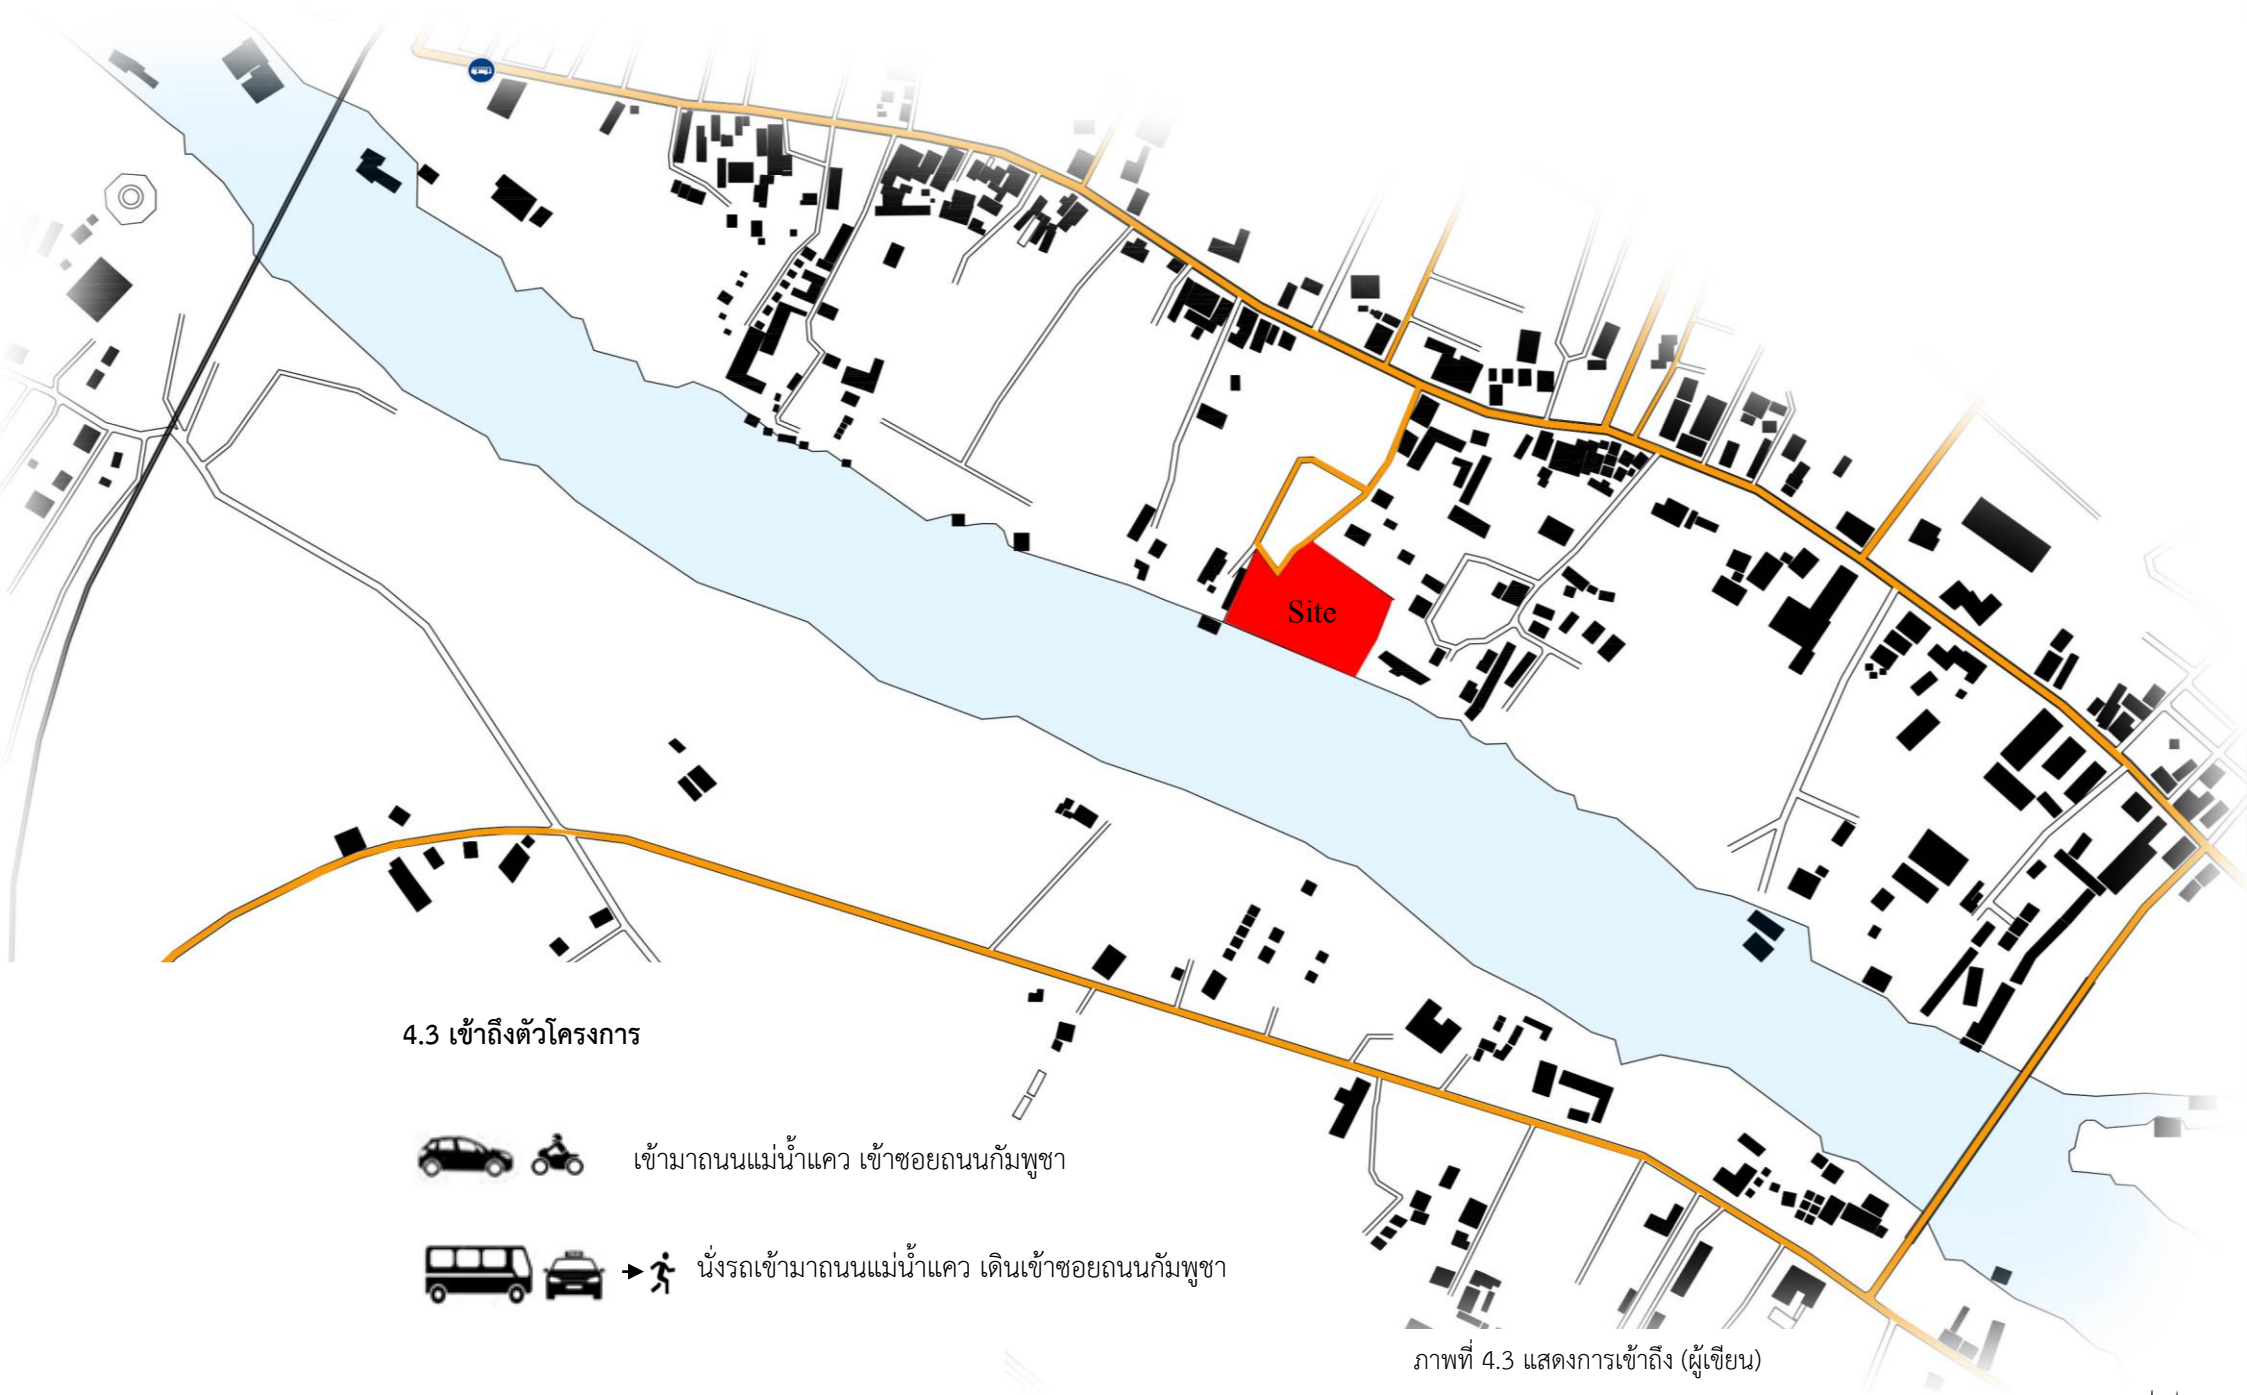 Site
4.3 เข้าถึงตัวโครงการ
เข้ามาถนนแม่น้ำแคว เข้าซอยถนนกัมพูชา
นั่งรถเข้ามาถนนแม่น้ำแคว เดินเข้าซอยถนนกัมพูชา
ภาพที่ 4.3 แสดงการเข้าถึง (ผู้เขียน)